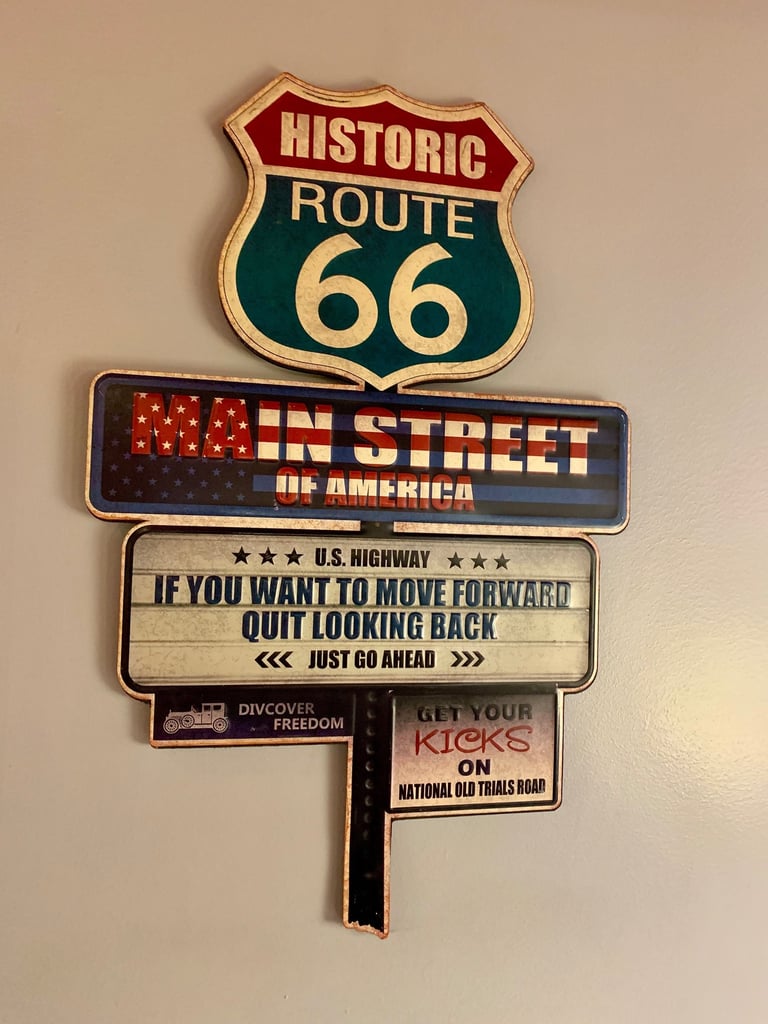 HISTORIC
ROUTE
66
MAIN STREET
OF AMERICA
U.S. HIGHWAY
IF YOU WANT TO MOVE FORWARD
QUIT LOOKING BACK
JUST GO AHEAD
DIVCOVER
FREEDOM
GET YOUR
KICKS
ON
NATIONAL OLD TRIALS ROAD